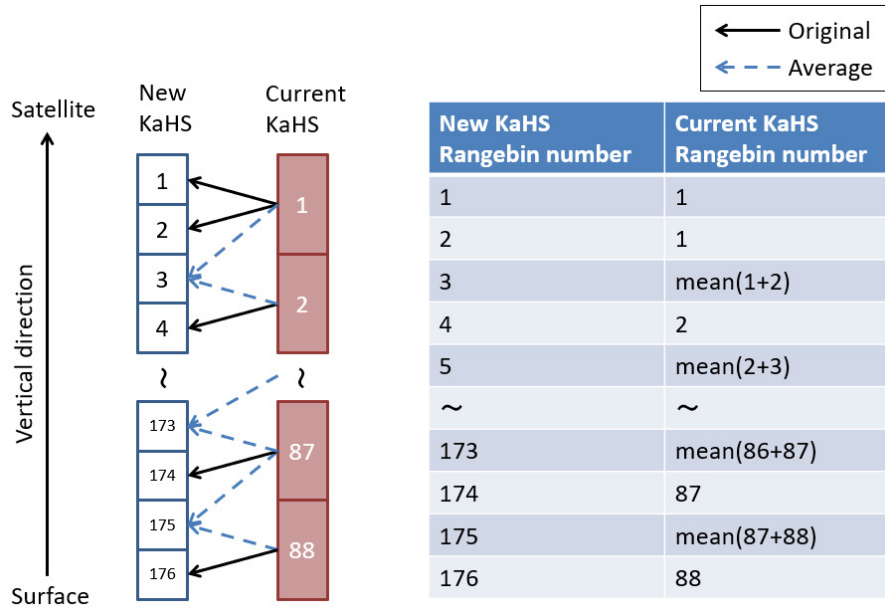 Original
Average
New
KaHS
Current
KaHS
Satellite
Vertical direction
Surface
1
2
3
4
~
173
174
175
176
1
2
~
87
88
New KaHS
Rangebin number
Current KaHS
Rangebin number
1
1
2
1
3
mean(1+2)
4
2
5
mean(2+3)
~
~
173
mean(86+87)
174
87
175
mean(87+88)
176
88